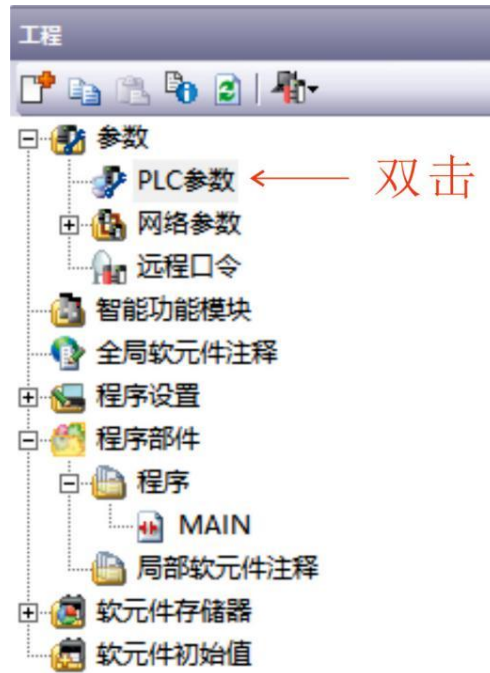 工程
参数
PLC参数 双击
网络参数
远程口令
智能功能模块
全局软元件注释
程序设置
程序部件
程序
MAIN
局部软元件注释
软元件存储器
软元件初始值